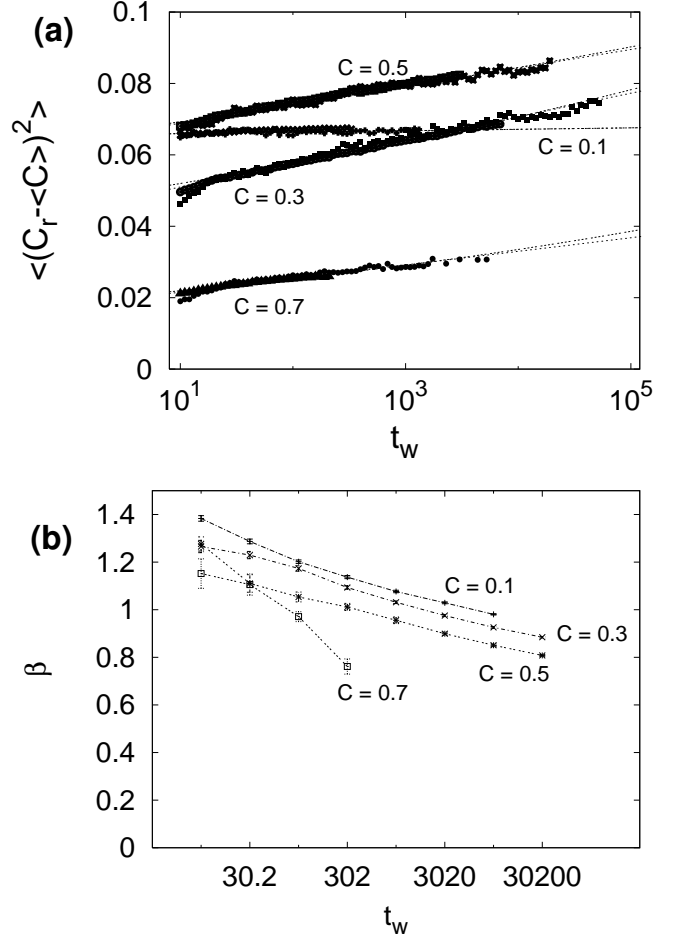 (a)
0.1
0.08
0.06
0.04
0.02
0
<(C_r-<C>)^2>
C = 0.5
C = 0.1
C = 0.3
C = 0.7
10^1
10^3
10^5
t_w
(b)
1.4
1.2
1
0.8
0.6
0.4
0.2
0
β
C = 0.1
C = 0.3
C = 0.5
C = 0.7
30.2
302
3020
30200
t_w